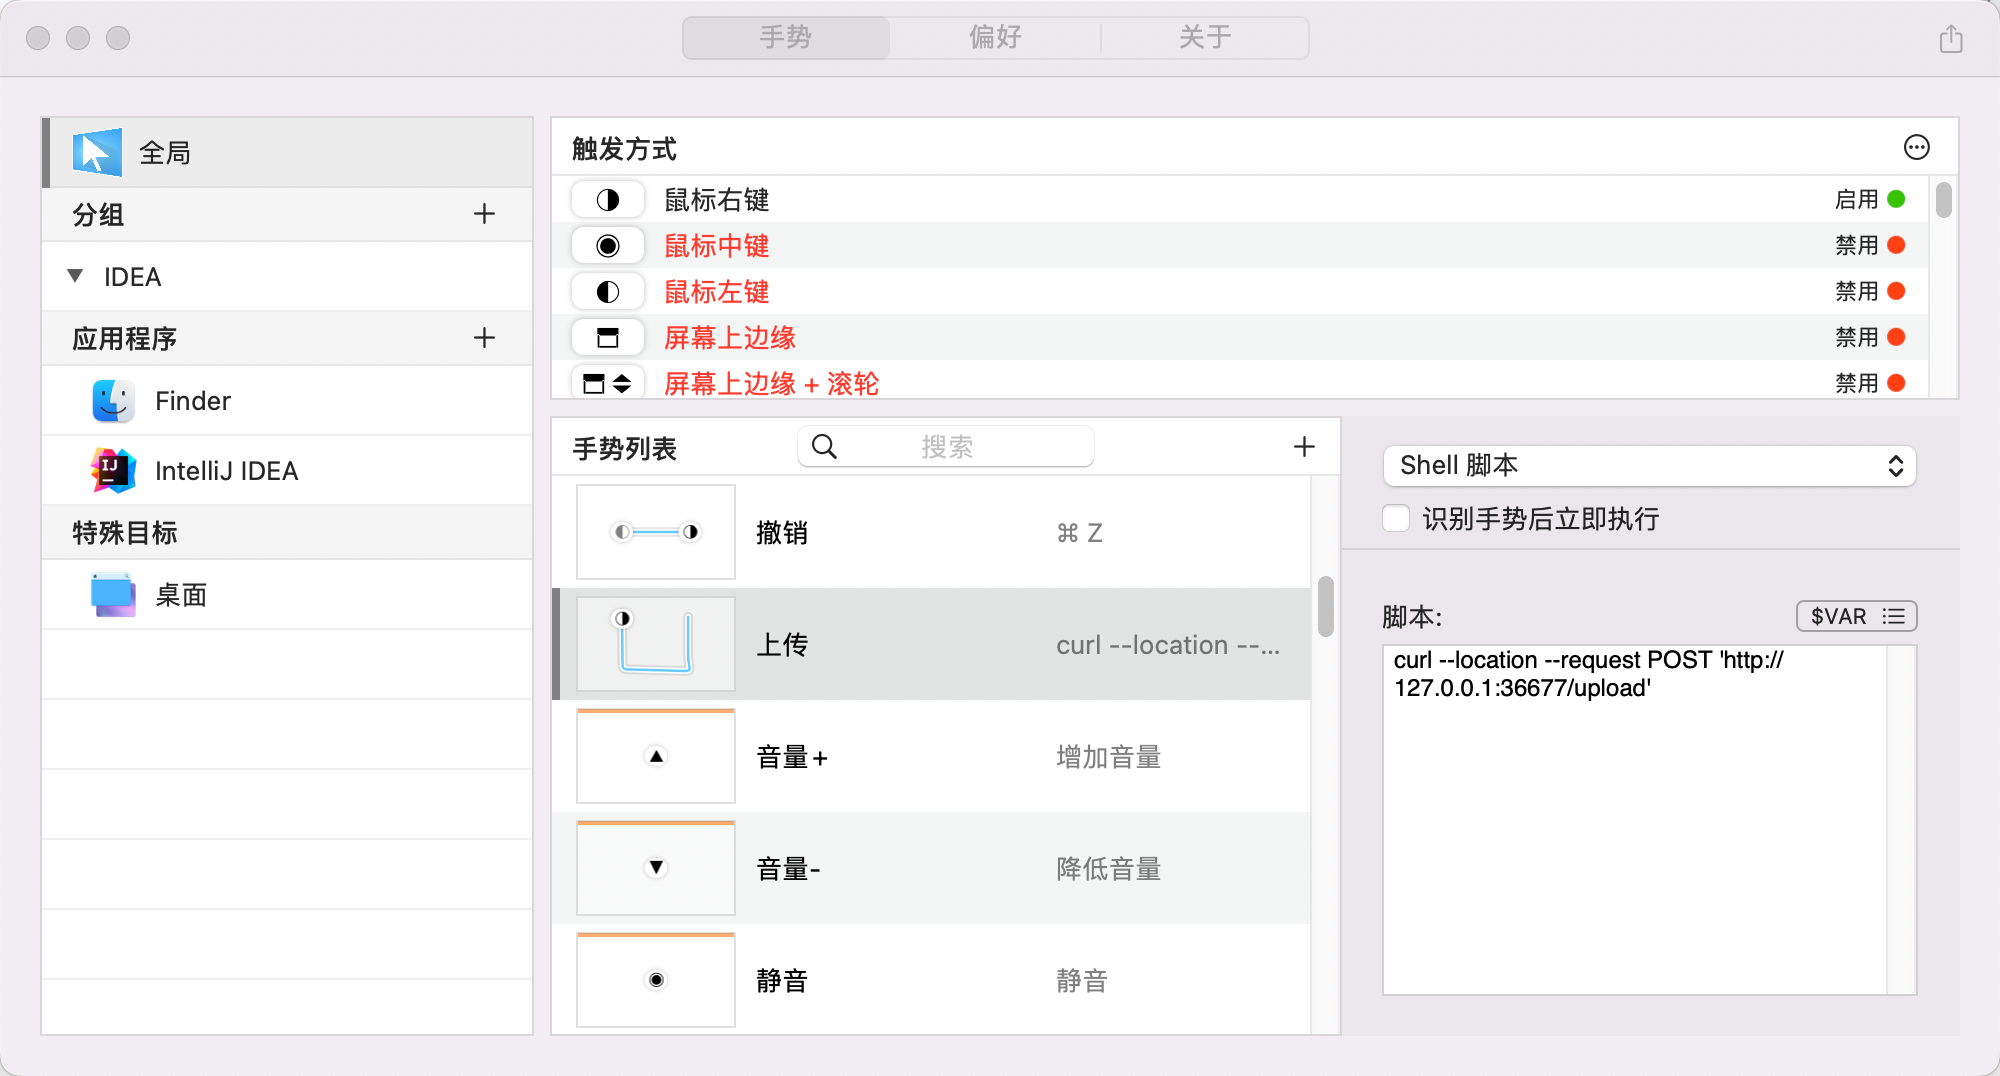 手势
偏好
关于
全局
分组
IDEA
应用程序
Finder
IntelliJ IDEA
特殊目标
桌面
触发方式
鼠标右键 启用
鼠标中键 禁用
鼠标左键 禁用
屏幕上边缘 禁用
屏幕上边缘 + 滚轮 禁用
手势列表 搜索
撤销 ⌘ Z
上传 curl --location --...
音量+ 增加音量
音量- 降低音量
静音 静音
Shell 脚本
识别手势后立即执行
脚本: $VAR
curl --location --request POST 'http://
127.0.0.1:36677/upload'